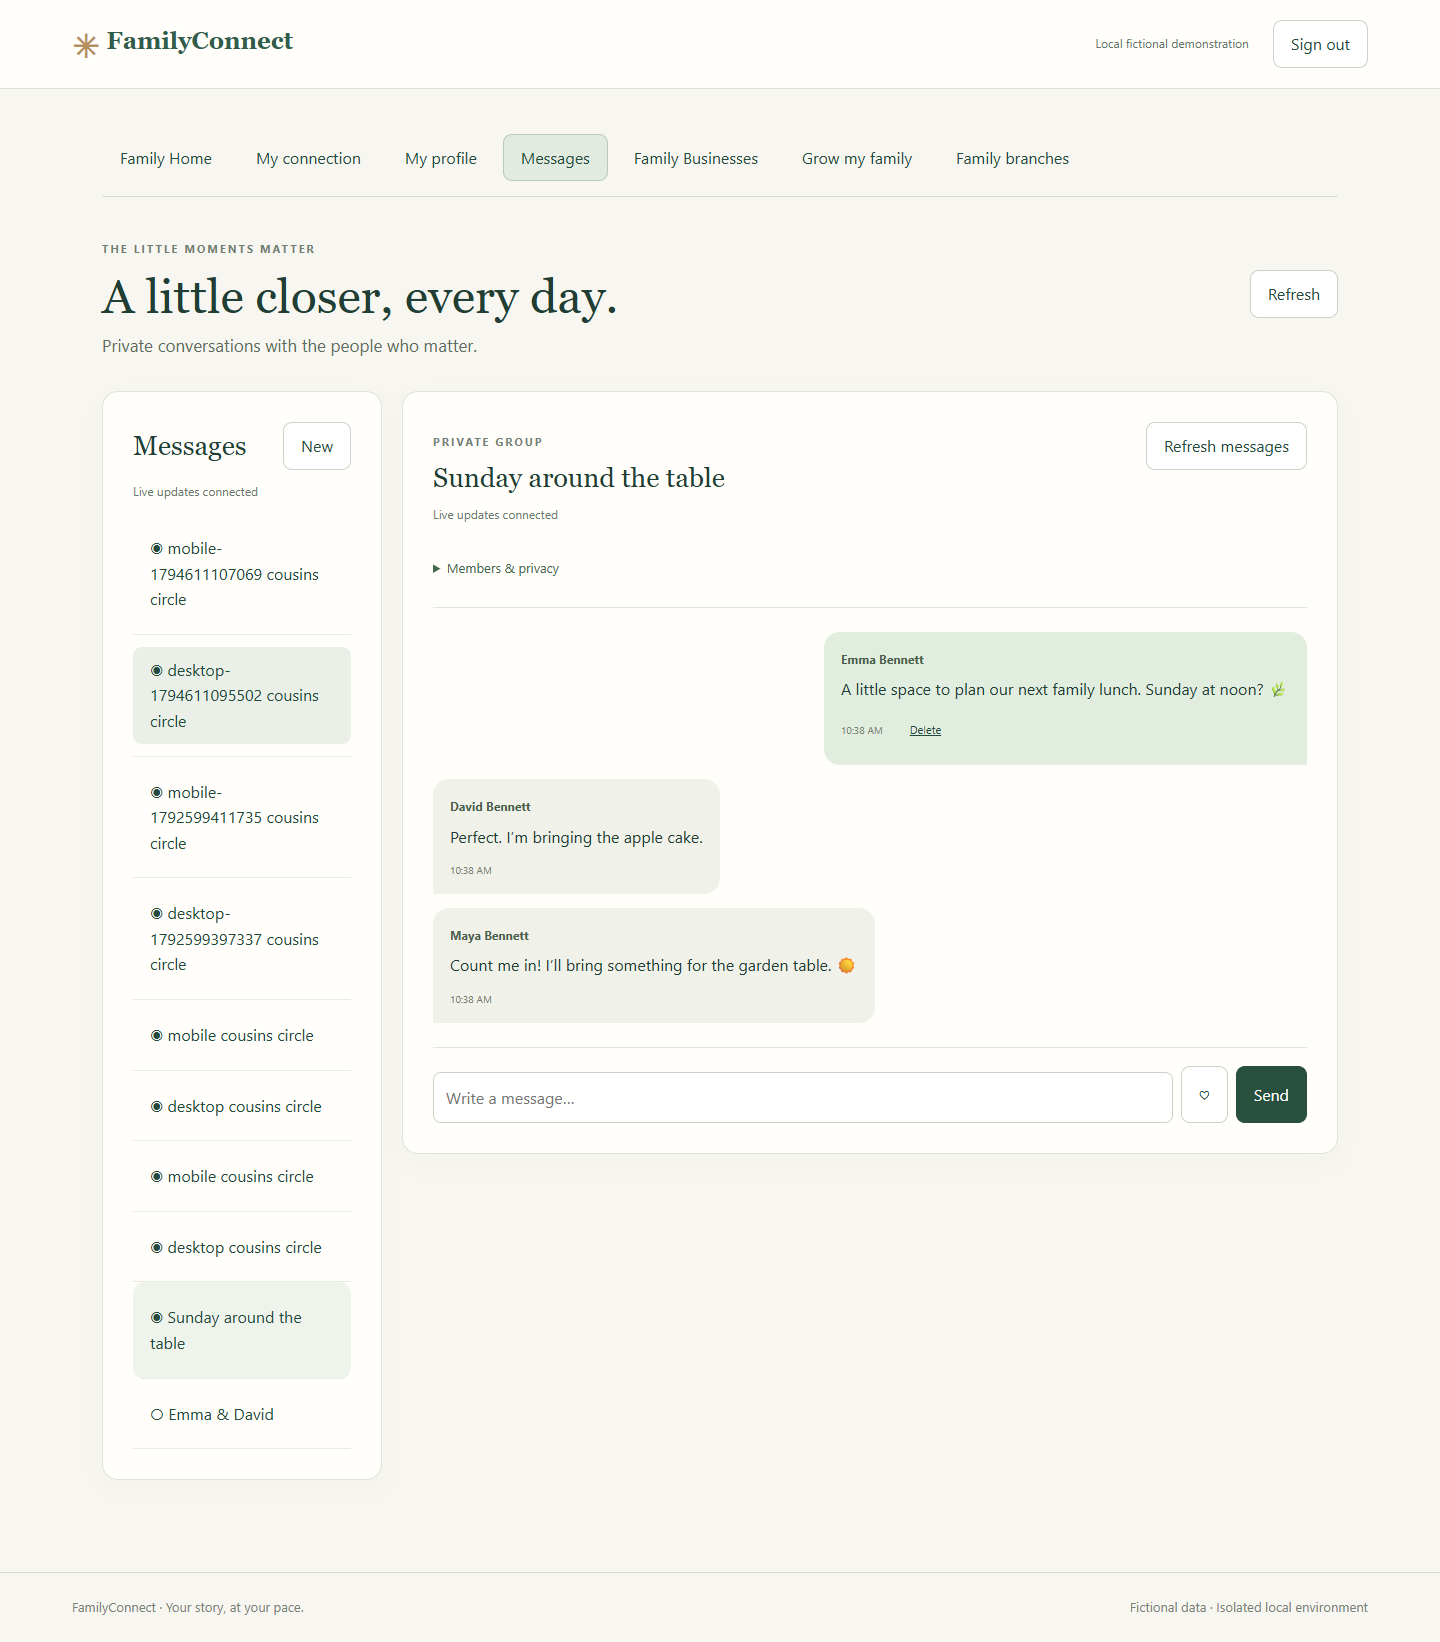 FamilyConnect
Local fictional demonstration
Sign out
Family Home
My connection
My profile
Messages
Family Businesses
Grow my family
Family branches
THE LITTLE MOMENTS MATTER
A little closer, every day.
Refresh
Private conversations with the people who matter.
Messages
New
Live updates connected
mobile-
1794611107069 cousins
circle
desktop-
1794611095502 cousins
circle
mobile-
1792599411735 cousins
circle
desktop-
1792599397337 cousins
circle
mobile cousins circle
desktop cousins circle
mobile cousins circle
desktop cousins circle
Sunday around the
table
Emma & David
PRIVATE GROUP
Sunday around the table
Refresh messages
Live updates connected
Members & privacy
Emma Bennett
A little space to plan our next family lunch. Sunday at noon? 🌿
10:38 AM Delete
David Bennett
Perfect. I’m bringing the apple cake.
10:38 AM
Maya Bennett
Count me in! I’ll bring something for the garden table. 🌼
10:38 AM
Write a message...
♡
Send
FamilyConnect · Your story, at your pace.
Fictional data · Isolated local environment